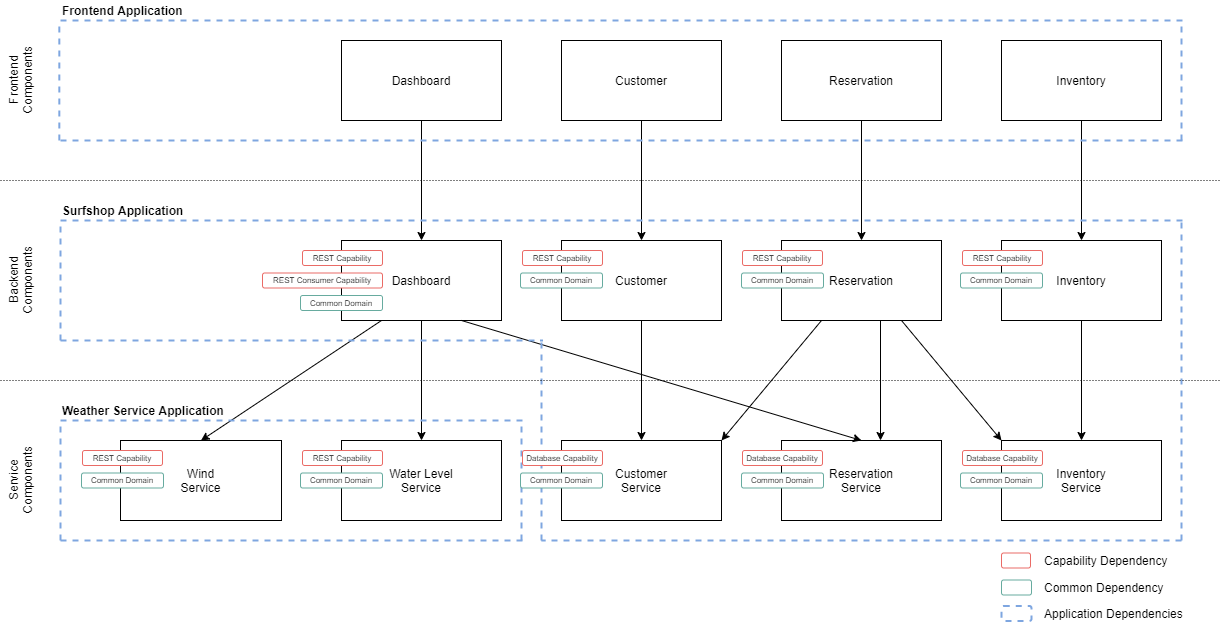 Frontend Application
Frontend
Components
Dashboard
Customer
Reservation
Inventory
Surfshop Application
Backend
Components
REST Capability
REST Consumer Capability
Common Domain
Dashboard
REST Capability
Common Domain
Customer
REST Capability
Common Domain
Reservation
REST Capability
Common Domain
Inventory
Weather Service Application
Service
Components
REST Capability
Common Domain
Wind
Service
REST Capability
Common Domain
Water Level
Service
Database Capability
Common Domain
Customer
Service
Database Capability
Common Domain
Reservation
Service
Database Capability
Common Domain
Inventory
Service
Capability Dependency
Common Dependency
Application Dependencies